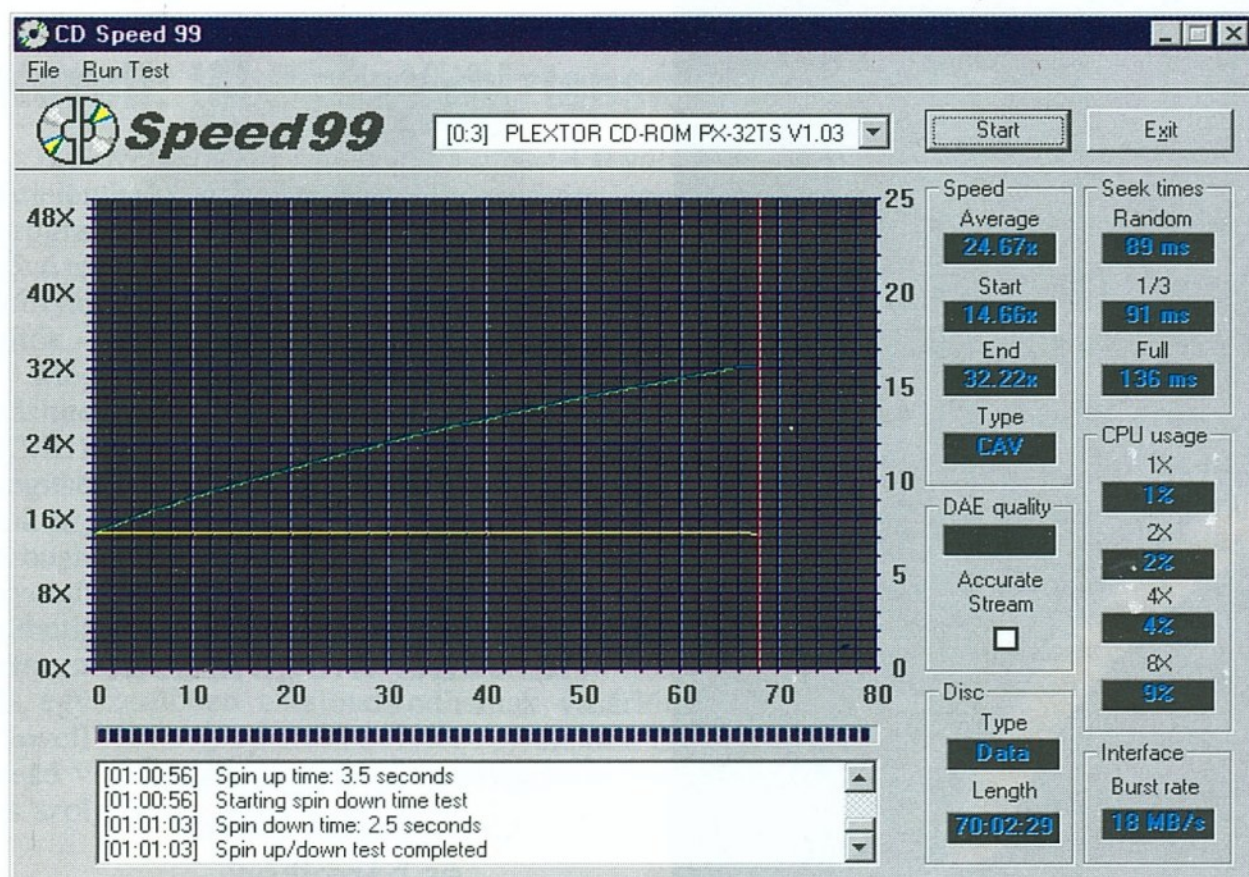 CD Speed 99
File Run Test
Speed99
[0:3] PLEXTOR CD-ROM PX-32TS V1.03
Start
Exit
48X
40X
32X
24X
16X
8X
0X
25
20
15
10
5
0
0 10 20 30 40 50 60 70 80
[01:00:56] Spin up time: 3.5 seconds
[01:00:56] Starting spin down time test
[01:01:03] Spin down time: 2.5 seconds
[01:01:03] Spin up/down test completed
Speed
Average
24.67x
Start
14.66x
End
32.22x
Type
CAV
DAE quality
Accurate
Stream
Disc
Type
Data
Length
70:02:29
Seek times
Random
89 ms
1/3
91 ms
Full
136 ms
CPU usage
1X
1%
2X
2%
4X
4%
8X
9%
Interface
Burst rate
18 MB/s